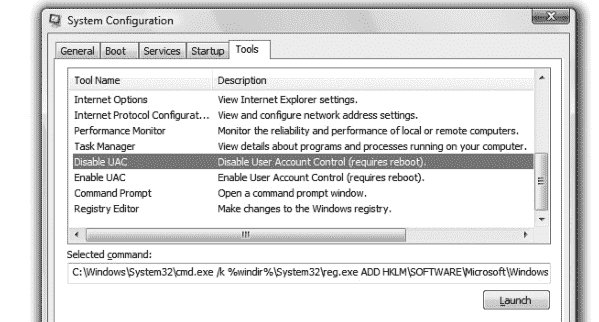 System Configuration
General Boot Services Startup Tools
Tool Name Description
Internet Options View Internet Explorer settings.
Internet Protocol Configurat... View and configure network address settings.
Performance Monitor Monitor the reliability and performance of local or remote computers.
Task Manager View details about programs and processes running on your computer.
Disable UAC Disable User Account Control (requires reboot).
Enable UAC Enable User Account Control (requires reboot).
Command Prompt Open a command prompt window.
Registry Editor Make changes to the Windows registry.
Selected command:
C:\Windows\System32\cmd.exe /k %windir%\System32\reg.exe ADD HKLM\SOFTWARE\Microsoft\Windows
Launch